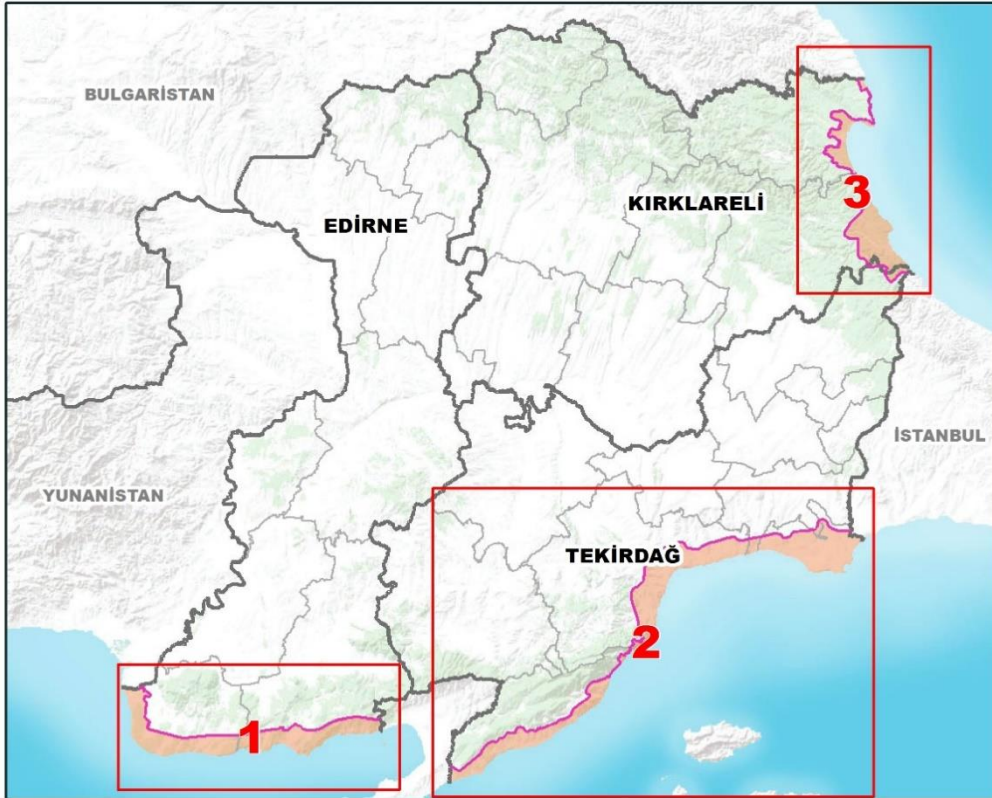 BULGARİSTAN
EDİRNE
KIRKLARELİ
3
İSTANBUL
YUNANİSTAN
TEKİRDAĞ
2
1